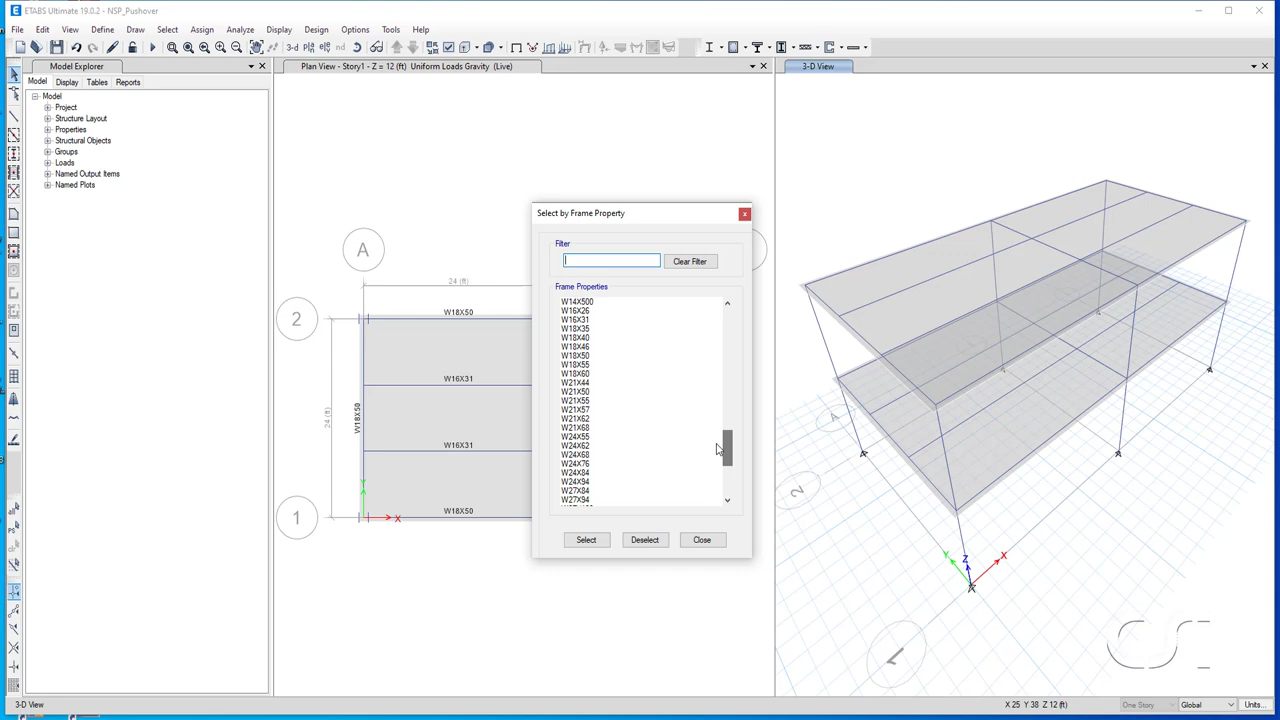 ETABS Ultimate 19.0.2 - NSP_Pushover
File Edit View Define Draw Select Assign Analyze Display Design Options Tools Help
3-d
Model Explorer
Plan View - Story1 - Z = 12 (ft) Uniform Loads Gravity (Live)
3-D View
Model Display Tables Reports
Model
Project
Structure Layout
Properties
Structural Objects
Groups
Loads
Named Output Items
Named Plots
A
24 (ft)
2
W18X50
W16X31
24 (ft)
W18X50
W16X31
Y
1
W18X50
X
Select by Frame Property
Filter
Clear Filter
Frame Properties
W14X500
W16X26
W16X31
W18X35
W18X40
W18X46
W18X50
W18X55
W18X60
W21X44
W21X50
W21X55
W21X57
W21X62
W21X68
W24X55
W24X62
W24X68
W24X76
W24X84
W24X94
W27X84
W27X94
Select Deselect Close
A
2
1
Y
Z
X
CSI
3-D View
X 25 Y 38 Z 12 (ft)
One Story
Global
Units...